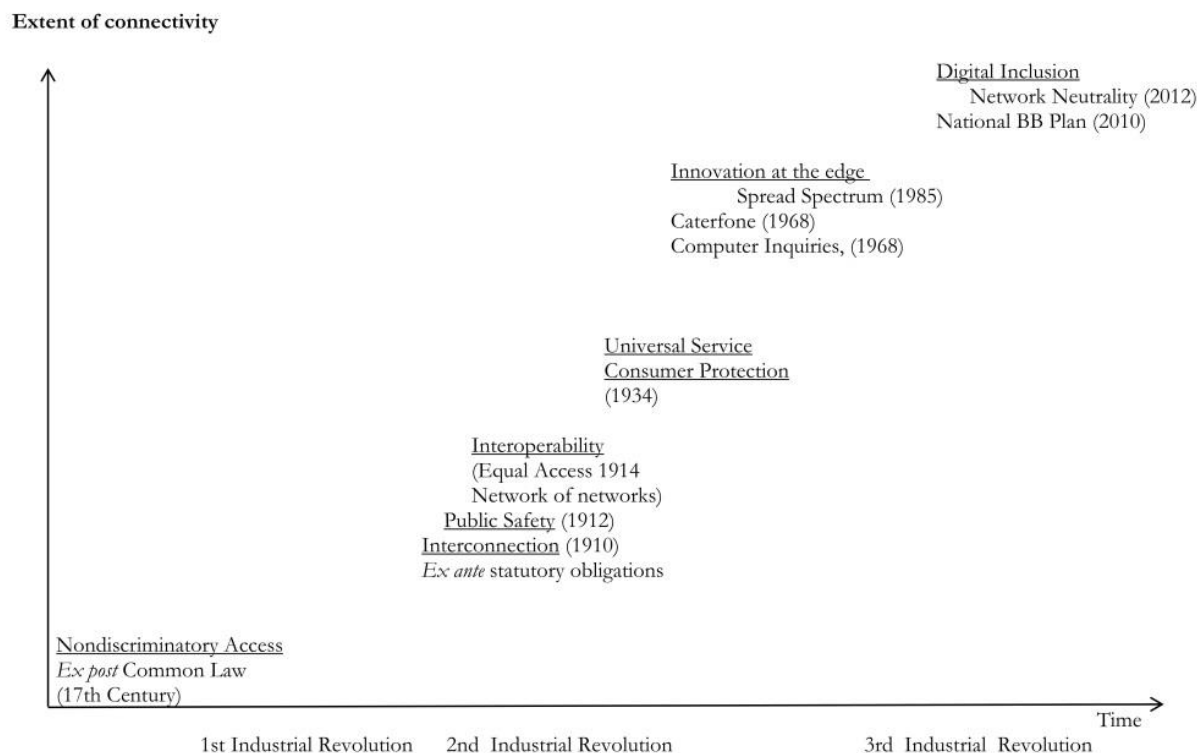 Extent of connectivity
Digital Inclusion
Network Neutrality (2012)
National BB Plan (2010)
Innovation at the edge
Spread Spectrum (1985)
Caterfone (1968)
Computer Inquiries, (1968)
Universal Service
Consumer Protection
(1934)
Interoperability
(Equal Access 1914
Network of networks)
Public Safety (1912)
Interconnection (1910)
Ex ante statutory obligations
Nondiscriminatory Access
Ex post Common Law
(17th Century)
Time
1st Industrial Revolution 2nd Industrial Revolution 3rd Industrial Revolution